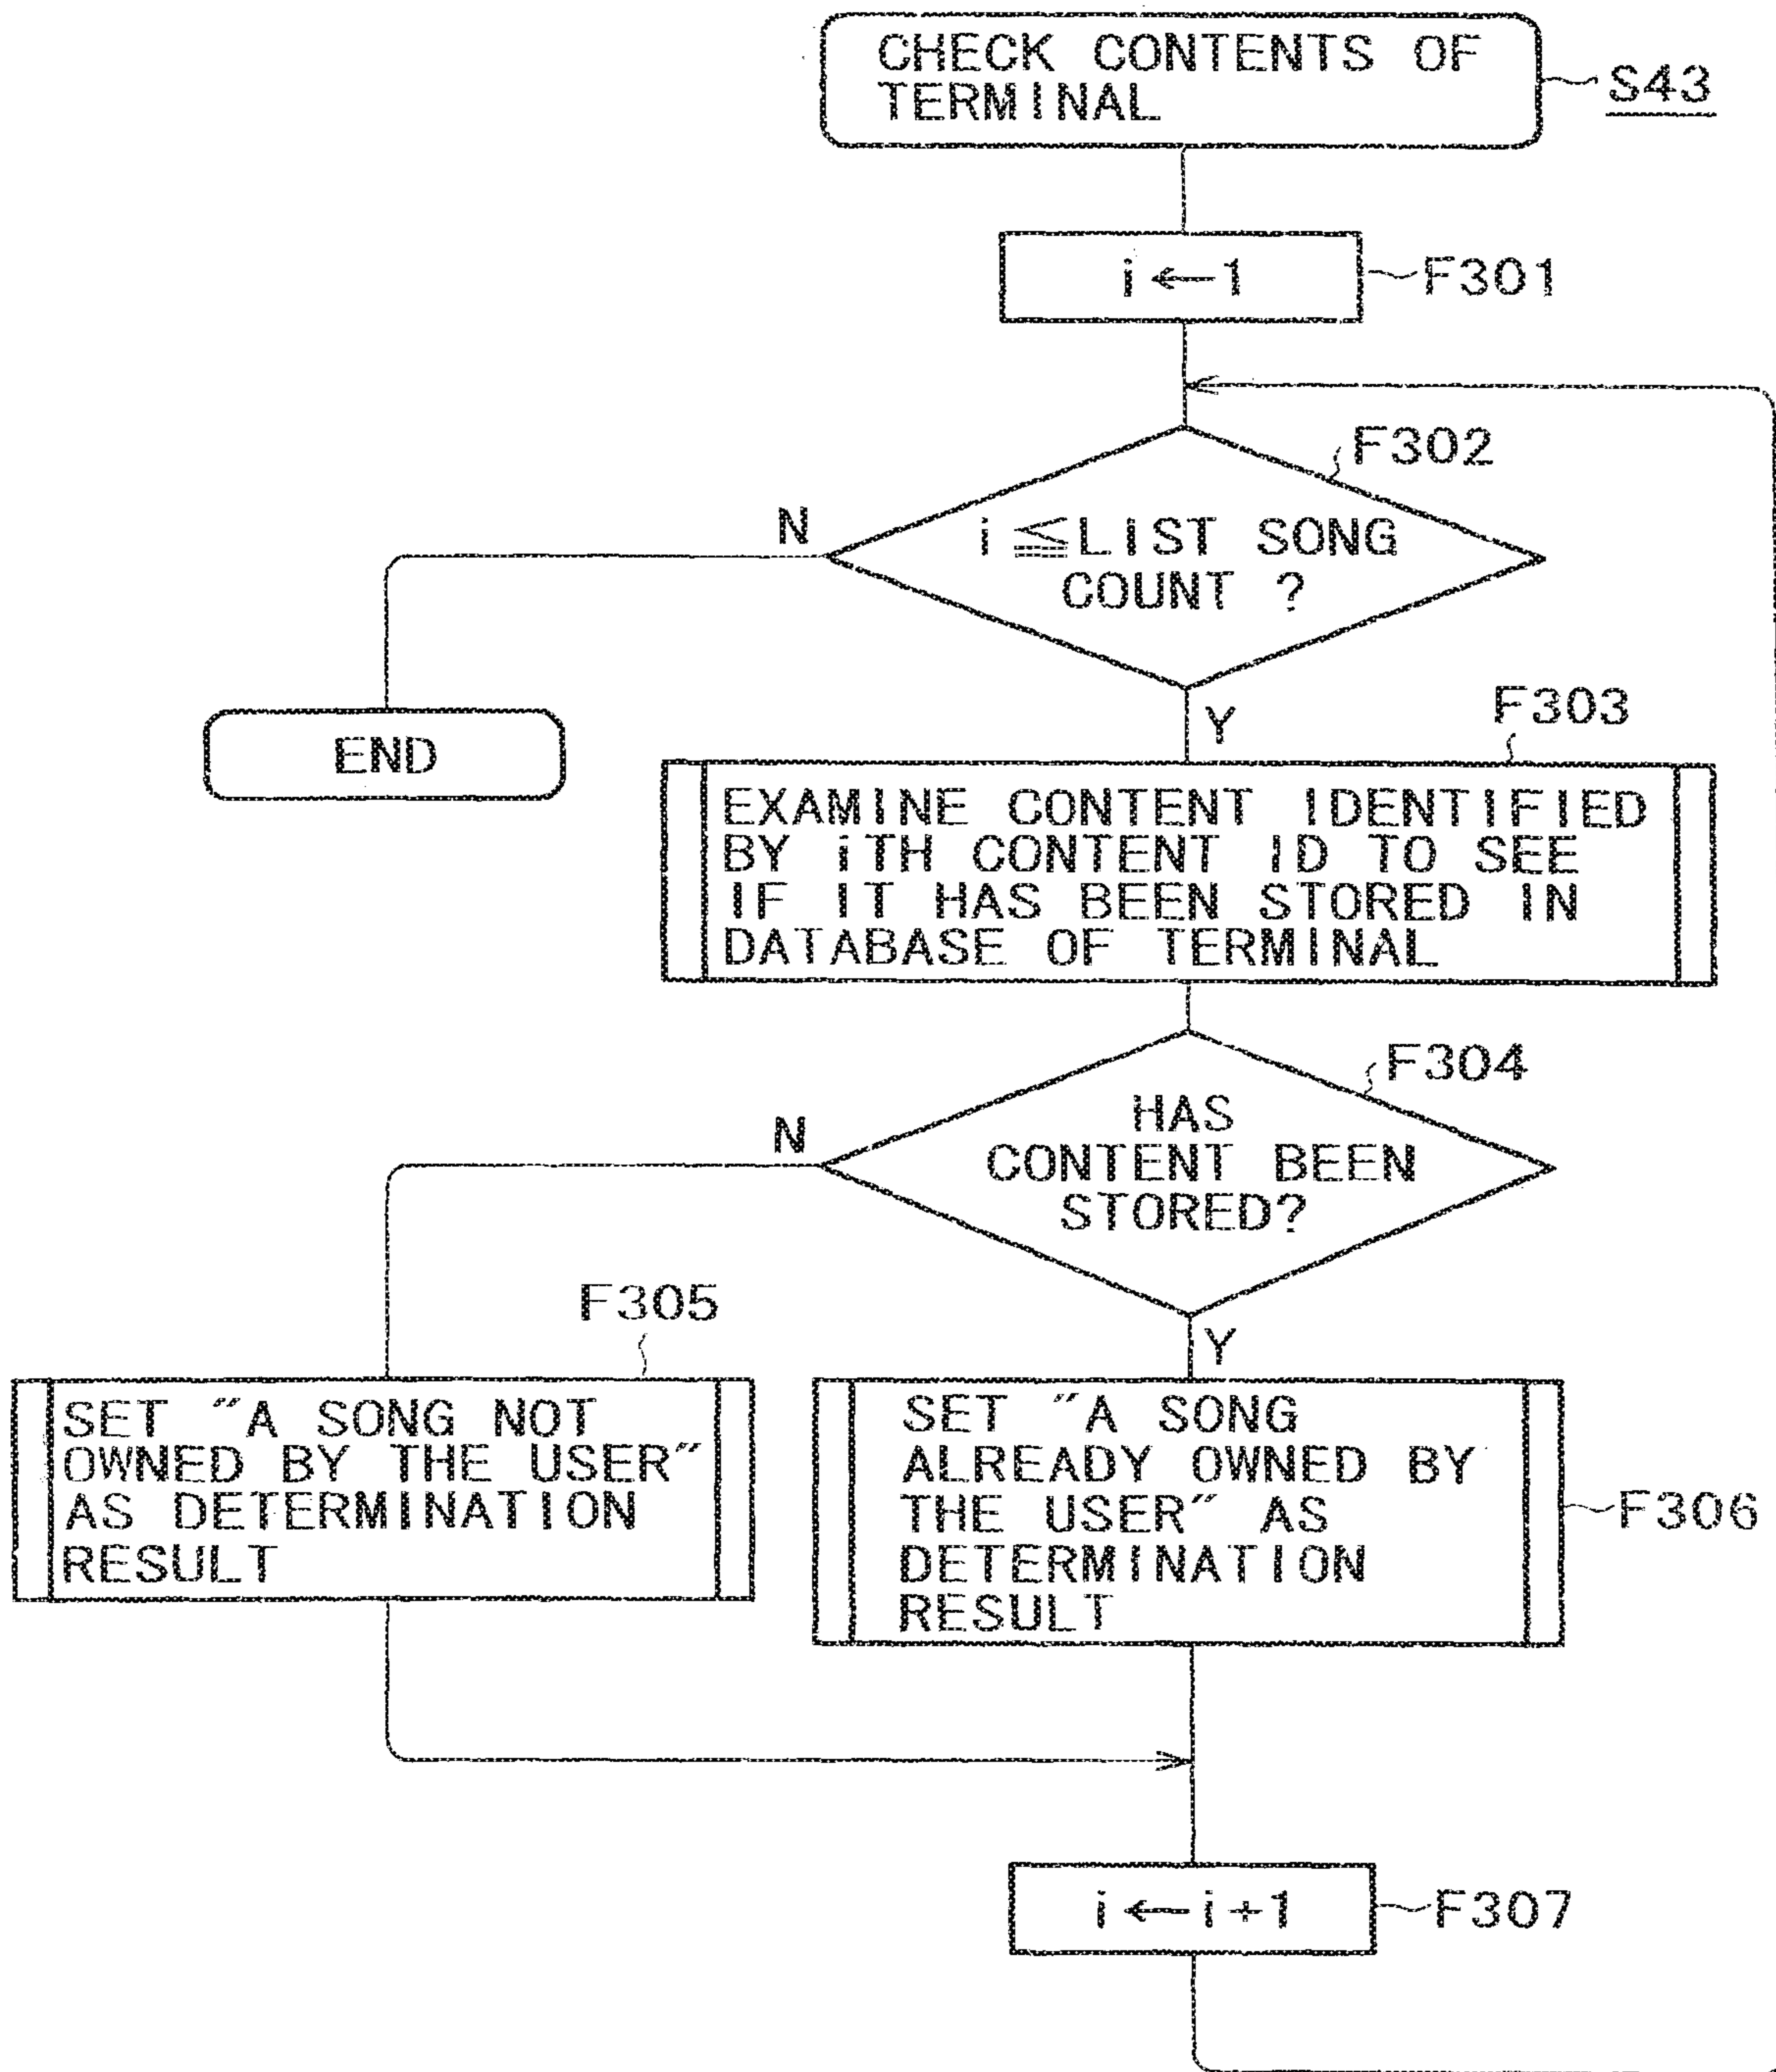 CHECK CONTENTS OF
TERMINAL
S43
i←1
F301
F302
N
i≦LIST SONG
COUNT ?
END
Y
F303
EXAMINE CONTENT IDENTIFIED
BY iTH CONTENT ID TO SEE
IF IT HAS BEEN STORED IN
DATABASE OF TERMINAL
F304
N
HAS
CONTENT BEEN
STORED?
F305
Y
SET "A SONG NOT
OWNED BY THE USER"
AS DETERMINATION
RESULT
SET "A SONG
ALREADY OWNED BY
THE USER" AS
DETERMINATION
RESULT
F306
i←i+1
F307